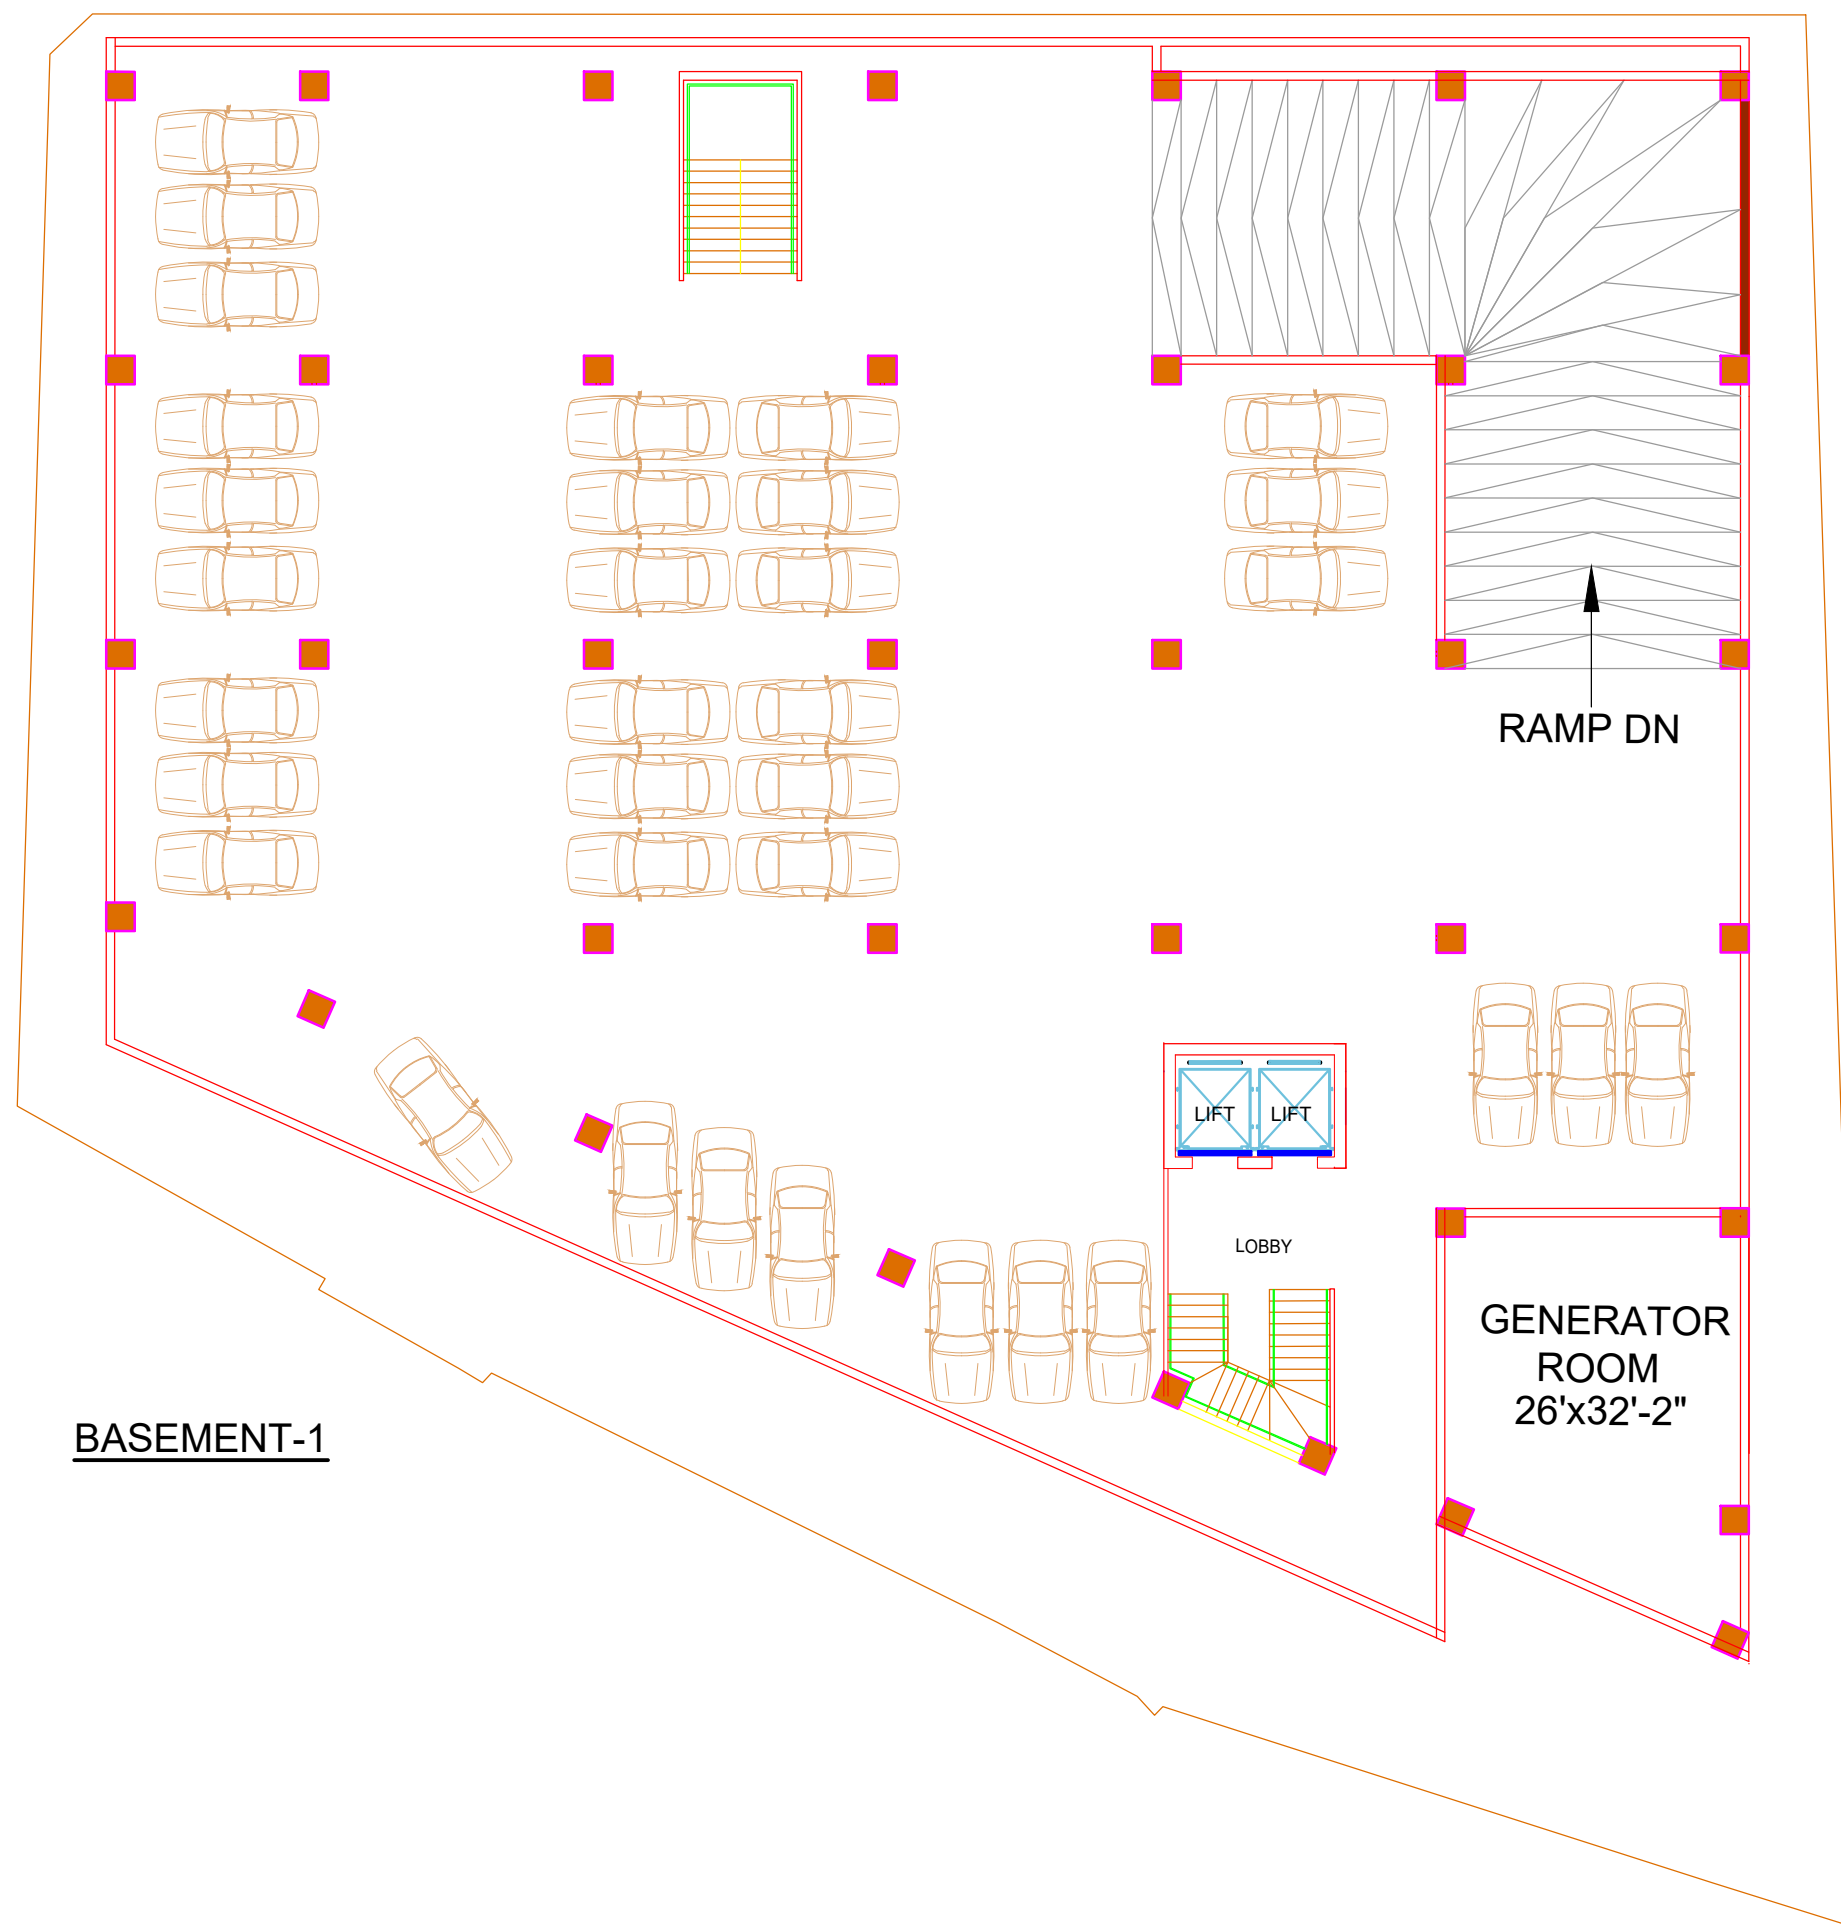 RAMP DN
LIFT LIFT
LOBBY
GENERATOR
ROOM
26'x32'-2"
BASEMENT-1